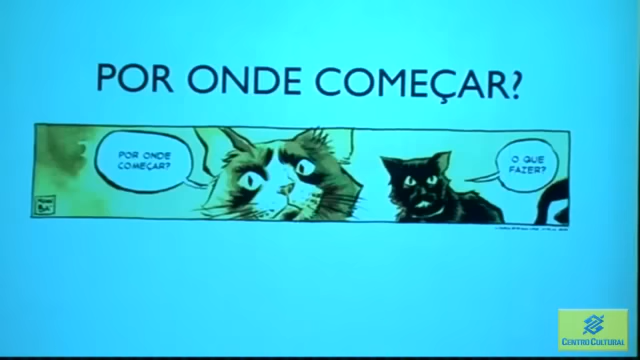 POR ONDE COMEÇAR?
POR ONDE
COMEÇAR?
O QUE
FAZER?
CENTRO CULTURAL